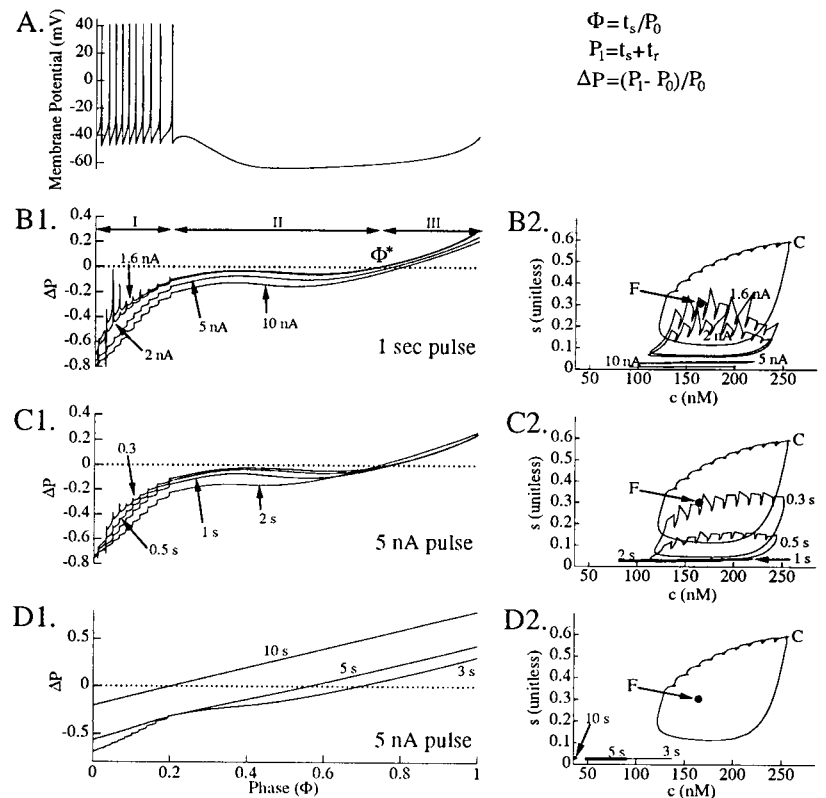 A.
Membrane Potential (mV)
40
20
0
-20
-40
-60
Φ=ts/P0
P1=ts+tr
ΔP=(P1- P0)/P0
B1.
ΔP
0.4
0.2
0
-0.2
-0.4
-0.6
-0.8
I
II
III
Φ*
1.6 nA
2 nA
5 nA
10 nA
1 sec pulse
B2.
s (unitless)
0.6
0.5
0.4
0.3
0.2
0.1
0
C
F
1.6 nA
2 nA
10 nA
5 nA
50 100 150 200 250
c (nM)
C1.
ΔP
0.4
0.2
0
-0.2
-0.4
-0.6
-0.8
0.3
0.5 s
1 s
2 s
5 nA pulse
C2.
s (unitless)
0.6
0.5
0.4
0.3
0.2
0.1
0
C
F
0.3 s
0.5 s
2 s
1 s
50 100 150 200 250
c (nM)
D1.
ΔP
0.5
0
-0.5
10 s
5 s
3 s
5 nA pulse
0 0.2 0.4 0.6 0.8 1
Phase (Φ)
D2.
s (unitless)
0.6
0.5
0.4
0.3
0.2
0.1
0
C
F
10 s
5 s
3 s
50 100 150 200 250
c (nM)